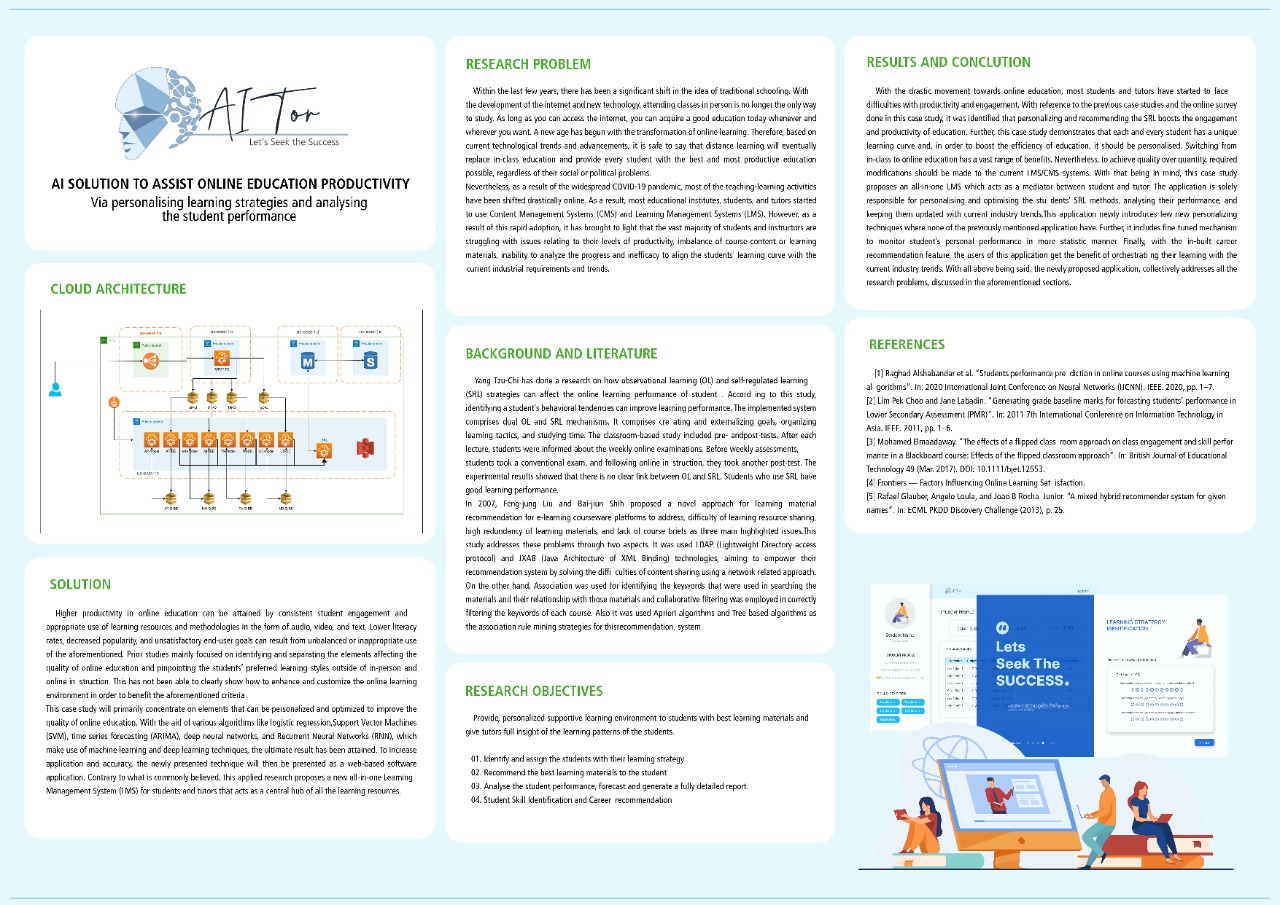 AITor
Let's Seek the Success
AI SOLUTION TO ASSIST ONLINE EDUCATION PRODUCTIVITY
Via personalising learning strategies and analysing
the student performance
CLOUD ARCHITECTURE
SOLUTION
Higher productivity in online education can be attained by consistent student engagement and
appropriate use of learning resources and methodologies in the form of audio, video, and text. Lower literacy
rates, decreased popularity, and unsatisfactory end-user goals can result from unbalanced or inappropriate use
of the aforementioned. Prior studies mainly focused on identifying and separating the elements affecting the
quality of online education and pinpointing the students' preferred learning styles outside of in-person and
online in struction. This has not been able to clearly show how to enhance and customize the online learning
environment in order to benefit the aforementioned criteria.
This case study will primarily concentrate on elements that can be personalized and optimized to improve the
quality of online education. With the aid of various algorithms like logistic regression,Support Vector Machines
(SVM), time series forecasting (ARIMA), deep neural networks, and Recurrent Neural Networks (RNN), which
make use of machine learning and deep learning techniques, the ultimate result has been attained. To increase
application and accuracy, the newly presented technique will then be presented as a web-based software
application. Contrary to what is commonly believed, this applied research proposes a new all-in-one Learning
Management System (LMS) for students and tutors that acts as a central hub of all the learning resources.
RESEARCH PROBLEM
Within the last few years, there has been a significant shift in the idea of traditional schooling. With
the development of the internet and new technology, attending classes in person is no longer the only way
to study. As long as you can access the internet, you can acquire a good education today whenever and
wherever you want. A new age has begun with the transformation of online learning. Therefore, based on
current technological trends and advancements, it is safe to say that distance learning will eventually
replace in-class education and provide every student with the best and most productive education
possible, regardless of their social or political problems.
Nevertheless, as a result of the widespread COVID-19 pandemic, most of the teaching-learning activities
have been shifted drastically online. As a result, most educational institutes, students, and tutors started
to use Content Management Systems (CMS) and Learning Management Systems (LMS). However, as a
result of this rapid adoption, it has brought to light that the vast majority of students and instructors are
struggling with issues relating to their levels of productivity, imbalance of course content or learning
materials, inability to analyze the progress and inefficacy to align the students' learning curve with the
current industrial requirements and trends.
BACKGROUND AND LITERATURE
Yang Tzu-Chi has done a research on how observational learning (OL) and self-regulated learning
(SRL) strategies can affect the online learning performance of student . Accord ing to this study,
identifying a student's behavioral tendencies can improve learning performance. The implemented system
comprises dual OL and SRL mechanisms. It comprises cre ating and externalizing goals, organizing
learning tactics, and studying time. The classroom-based study included pre- andpost-tests. After each
lecture, students were informed about the weekly online examinations. Before weekly assessments,
students took a conventional exam, and following online in struction, they took another post-test. The
experimental results showed that there is no clear link between OL and SRL. Students who use SRL have
good learning performance.
In 2007, Feng-jung Liu and Bai-jiun Shih proposed a novel approach for learning material
recommendation for e-learning courseware platforms to address, difficulty of learning resource sharing,
high redundancy of learning materials, and lack of course briefs as three main highlighted issues.This
study addresses these problems through two aspects. It was used LDAP (Lightweight Directory access
protocol) and JXAB (Java Architecture of XML Binding) technologies, aiming to empower their
recommendation system by solving the diffi culties of content sharing using a network related approach.
On the other hand, Association was used for identifying the keywords that were used in searching the
materials and their relationship with those materials and collaborative filtering was employed in correctly
filtering the keywords of each course. Also it was used Apriori algorithms and Tree based algorithms as
the association rule mining strategies for thisrecommendation. system.
RESEARCH OBJECTIVES
Provide, personalized supportive learning environment to students with best learning materials and
give tutors full insight of the learning patterns of the students.
01. Identify and assign the students with their learning strategy
02. Recommend the best learning materials to the student
03. Analyse the student performance, forecast and generate a fully detailed report.
04. Student Skill Identification and Career recommendation
RESULTS AND CONCLUTION
With the drastic movement towards online education, most students and tutors have started to face
difficulties with productivity and engagement. With reference to the previous case studies and the online survey
done in this case study, it was identified that personalizing and recommending the SRL boosts the engagement
and productivity of education. Further, this case study demonstrates that each and every student has a unique
learning curve and, in order to boost the efficiency of education, it should be personalised. Switching from
in-class to online education has a vast range of benefits. Nevertheless, to achieve quality over quantity, required
modifications should be made to the current LMS/CMS systems. With that being in mind, this case study
proposes an all-in-one LMS which acts as a mediator between student and tutor. The application is solely
responsible for personalising and optimising the stu dents' SRL methods, analysing their performance, and
keeping them updated with current industry trends.This application newly introduces few new personalizing
techniques where none of the previously mentioned application have. Further, it includes fine tuned mechanism
to monitor student's personal performance in more statistic manner. Finally, with the in-built career
recommendation feature, the users of this application get the benefit of orchestrati ng their learning with the
current industry trends. With all above being said, the newly proposed application, collectively addresses all the
research problems, discussed in the aforementioned sections.
REFERENCES
[1] Raghad Alshabandar et al. "Students performance pre diction in online courses using machine learning
al gorithms". In: 2020 International Joint Conference on Neural Networks (IJCNN). IEEE. 2020, pp. 1–7.
[2] Lim Pek Choo and Jane Labadin. "Generating grade baseline marks for forcasting students' performance in
Lower Secondary Assessment (PMR)". In: 2011 7th International Conference on Information Technology in
Asia. IEEE. 2011, pp. 1–6.
[3] Mohamed Elmaadaway. "The effects of a flipped class room approach on class engagement and skill perfor
mance in a Blackboard course: Effects of the flipped classroom approach". In: British Journal of Educational
Technology 49 (Mar. 2017). DOI: 10.1111/bjet.12553.
[4] Frontiers — Factors Influencing Online Learning Sat isfaction.
[5] Rafael Glauber, Angelo Loula, and Joao B Rocha Junior. "A mixed hybrid recommender system for given
names". In: ECML PKDD Discovery Challenge (2013), p. 25.
STUDENT PROFILE
Student Name
Lets
Seek The
SUCCESS.
LEARNING STRATEGY
IDENTIFICATION